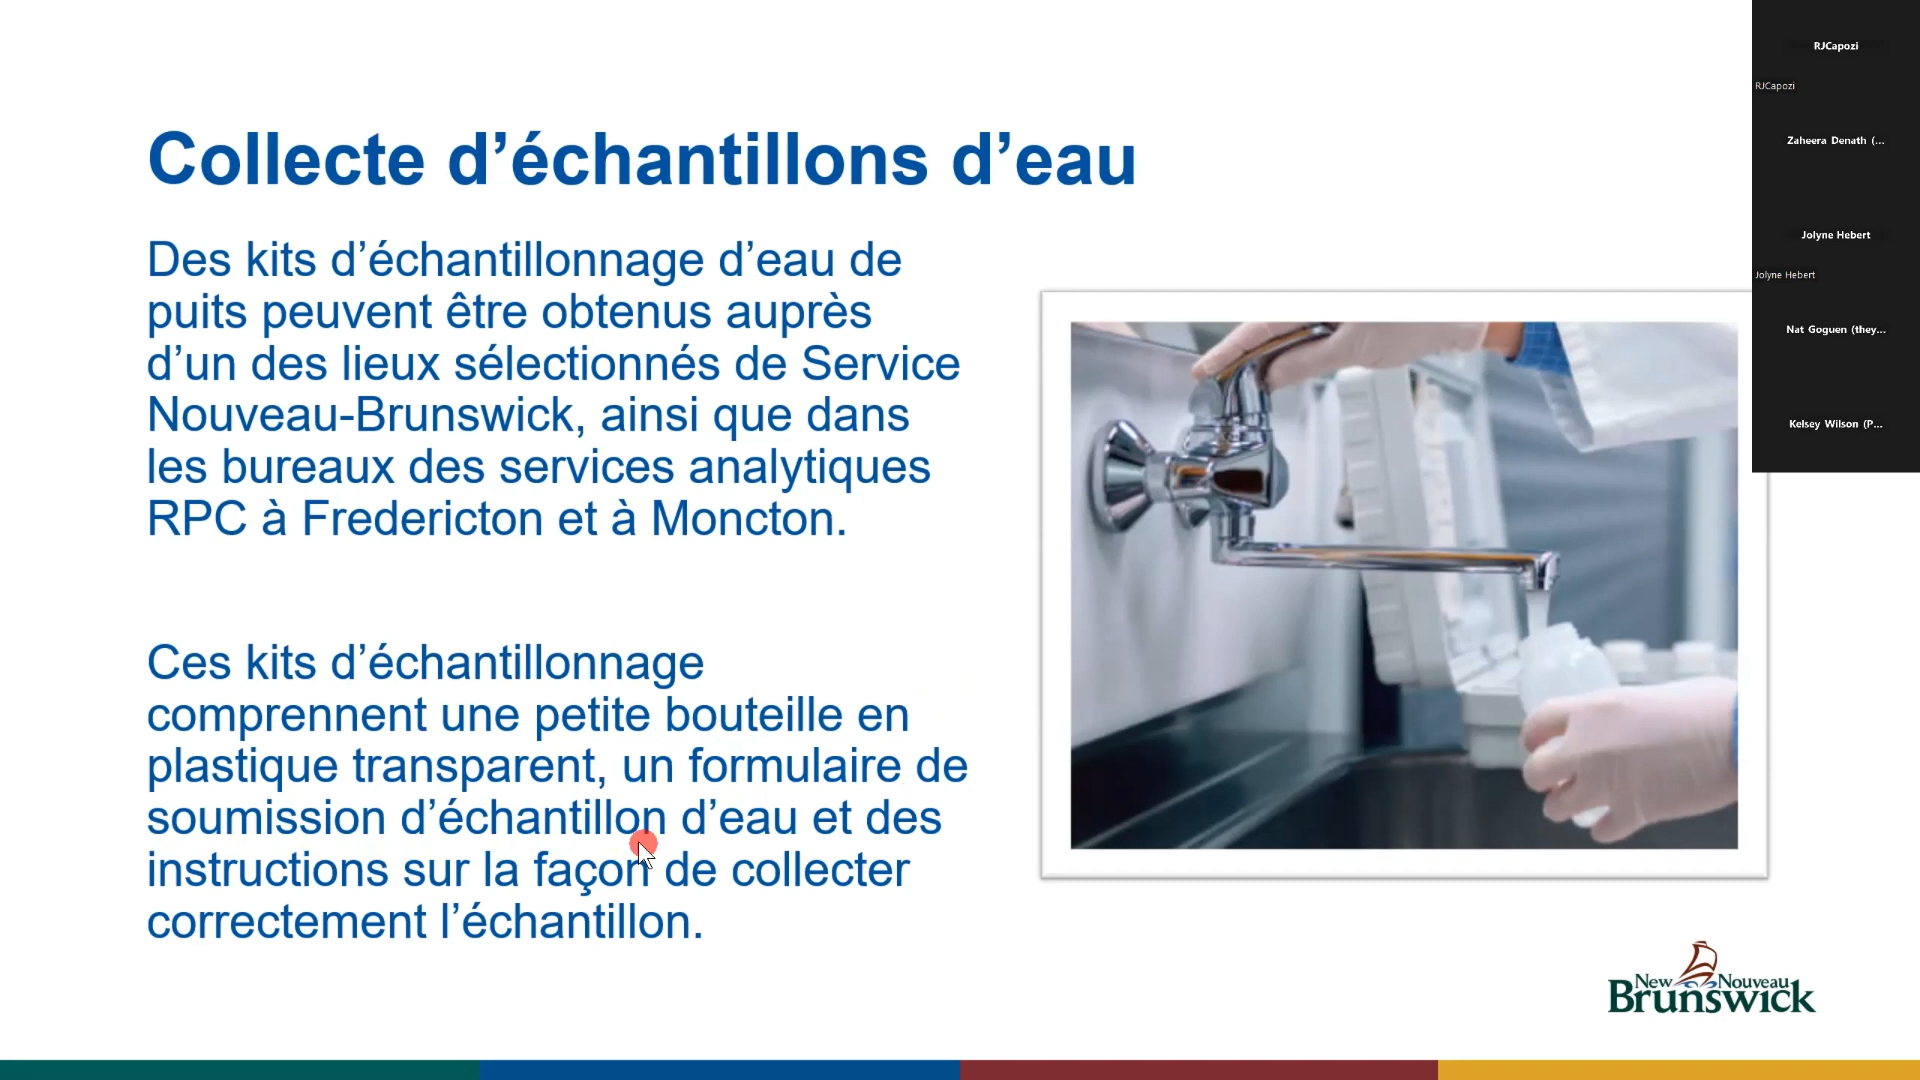 Collecte d’échantillons d’eau
Des kits d’échantillonnage d’eau de
puits peuvent être obtenus auprès
d’un des lieux sélectionnés de Service
Nouveau-Brunswick, ainsi que dans
les bureaux des services analytiques
RPC à Fredericton et à Moncton.
Ces kits d’échantillonnage
comprennent une petite bouteille en
plastique transparent, un formulaire de
soumission d’échantillon d’eau et des
instructions sur la façon de collecter
correctement l’échantillon.
RJCapozi
RJCapozi
Zaheera Denath (...
Jolyne Hebert
Jolyne Hebert
Nat Goguen (they...
Kelsey Wilson (P...
New Nouveau
Brunswick